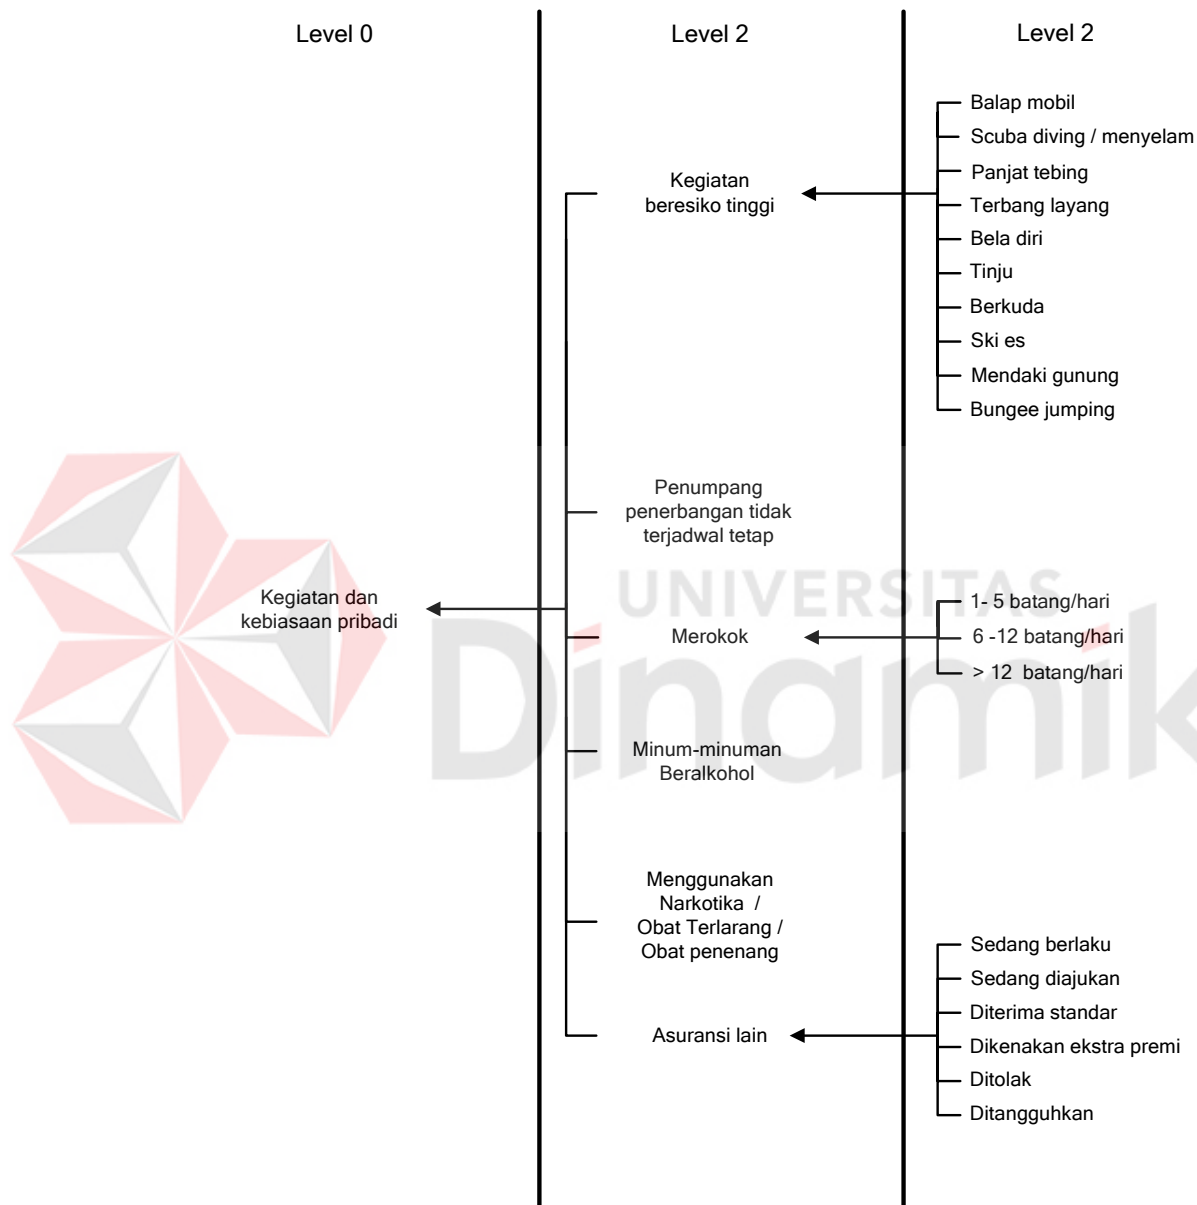 Level 0
Level 2
Level 2
Balap mobil
Scuba diving / menyelam
Panjat tebing
Terbang layang
Bela diri
Tinju
Berkuda
Ski es
Mendaki gunung
Bungee jumping
Kegiatan
beresiko tinggi
Penumpang
penerbangan tidak
terjadwal tetap
Kegiatan dan
kebiasaan pribadi
Merokok
1- 5 batang/hari
6 -12 batang/hari
> 12 batang/hari
Minum-minuman
Beralkohol
Menggunakan
Narkotika /
Obat Terlarang /
Obat penenang
Asuransi lain
Sedang berlaku
Sedang diajukan
Diterima standar
Dikenakan ekstra premi
Ditolak
Ditangguhkan
UNIVERSITAS
Dinamik